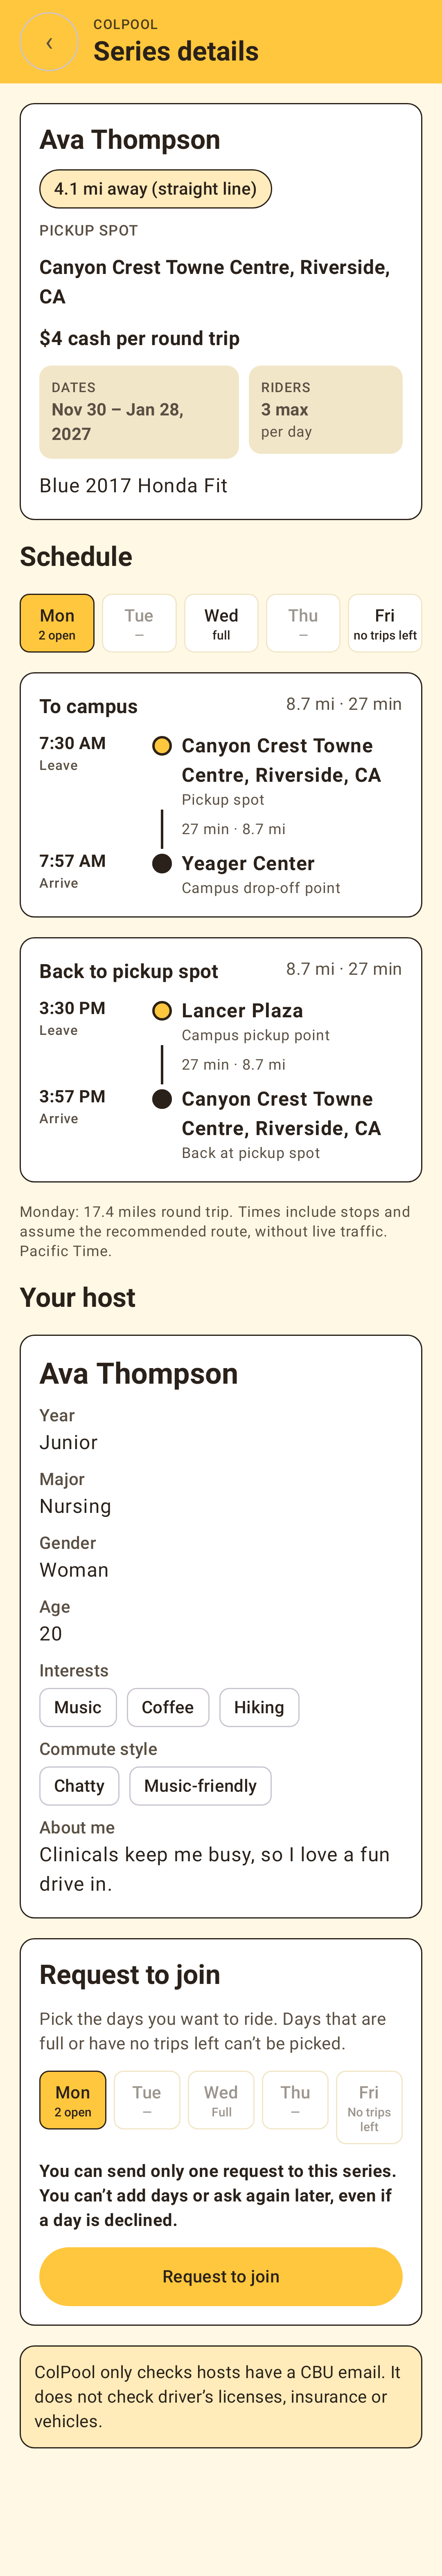 ‹
COLPOOL
Series details
Ava Thompson
4.1 mi away (straight line)
PICKUP SPOT
Canyon Crest Towne Centre, Riverside,
CA
$4 cash per round trip
DATES
Nov 30 – Jan 28,
2027
RIDERS
3 max
per day
Blue 2017 Honda Fit
Schedule
Mon
2 open
Tue
–
Wed
full
Thu
–
Fri
no trips left
To campus
8.7 mi · 27 min
7:30 AM
Leave
Canyon Crest Towne
Centre, Riverside, CA
Pickup spot
27 min · 8.7 mi
7:57 AM
Arrive
Yeager Center
Campus drop-off point
Back to pickup spot
8.7 mi · 27 min
3:30 PM
Leave
Lancer Plaza
Campus pickup point
27 min · 8.7 mi
3:57 PM
Arrive
Canyon Crest Towne
Centre, Riverside, CA
Back at pickup spot
Monday: 17.4 miles round trip. Times include stops and
assume the recommended route, without live traffic.
Pacific Time.
Your host
Ava Thompson
Year
Junior
Major
Nursing
Gender
Woman
Age
20
Interests
Music
Coffee
Hiking
Commute style
Chatty
Music-friendly
About me
Clinicals keep me busy, so I love a fun
drive in.
Request to join
Pick the days you want to ride. Days that are
full or have no trips left can’t be picked.
Mon
2 open
Tue
–
Wed
Full
Thu
–
Fri
No trips
left
You can send only one request to this series.
You can’t add days or ask again later, even if
a day is declined.
Request to join
ColPool only checks hosts have a CBU email. It
does not check driver’s licenses, insurance or
vehicles.